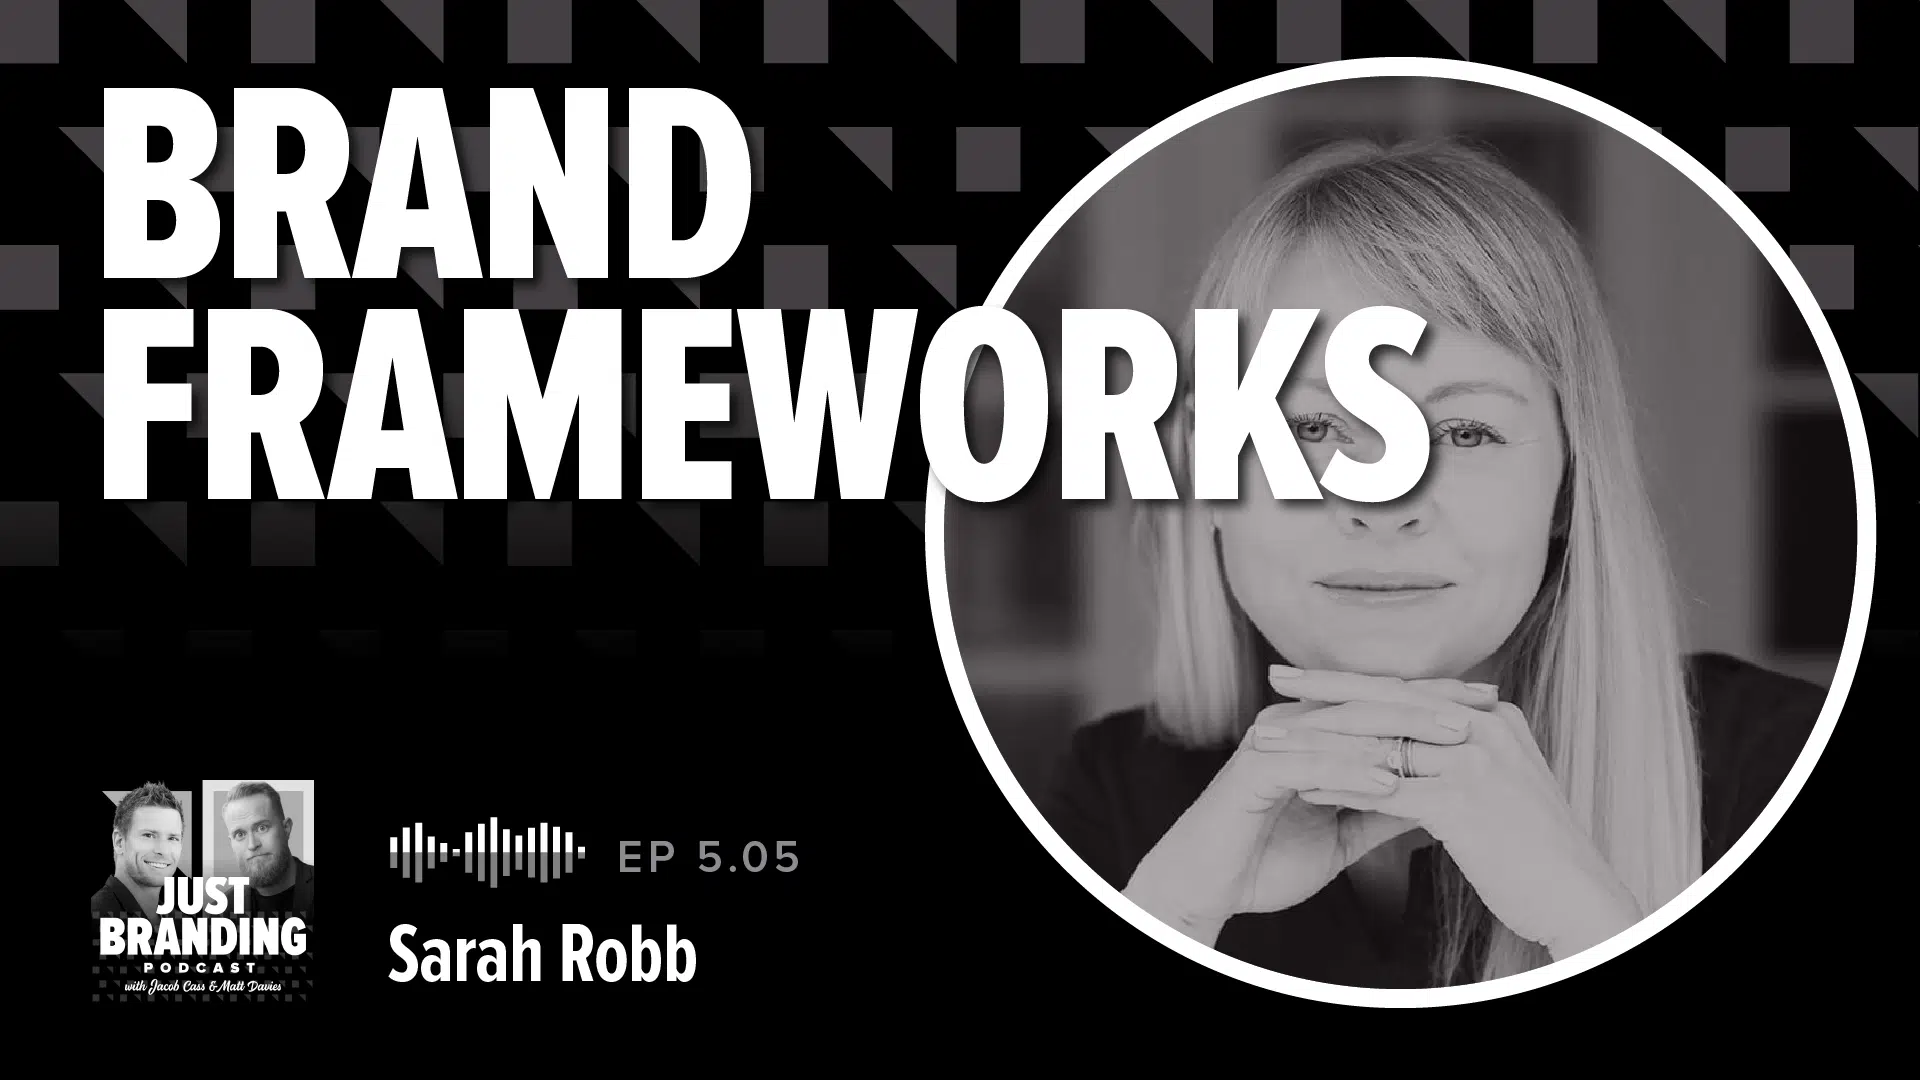 BRAND
FRAMEWORKS
JUST
BRANDING
PODCAST
with Jacob Cass & Matt Davies
EP 5.05
Sarah Robb